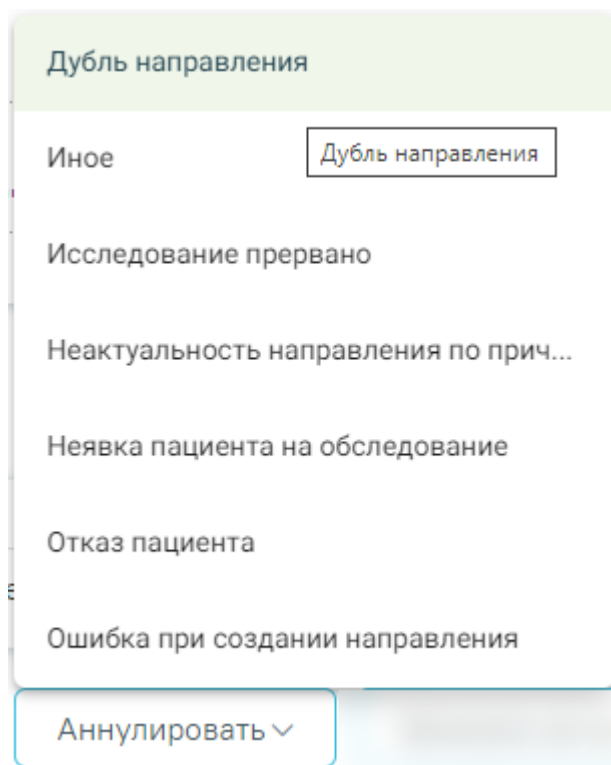 Дубль направления
Иное
Дубль направления
Исследование прервано
Неактуальность направления по прич...
Неявка пациента на обследование
Отказ пациента
Ошибка при создании направления
Аннулировать